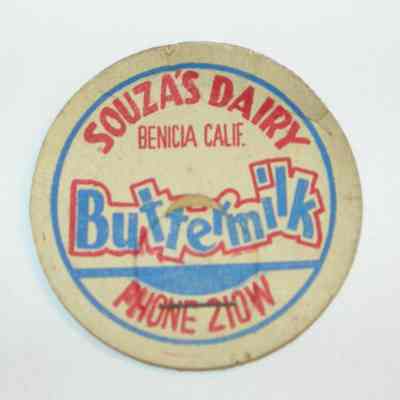 SOUZA'S DAIRY
BENICIA CALIF.
Buttermilk
PHONE 210W